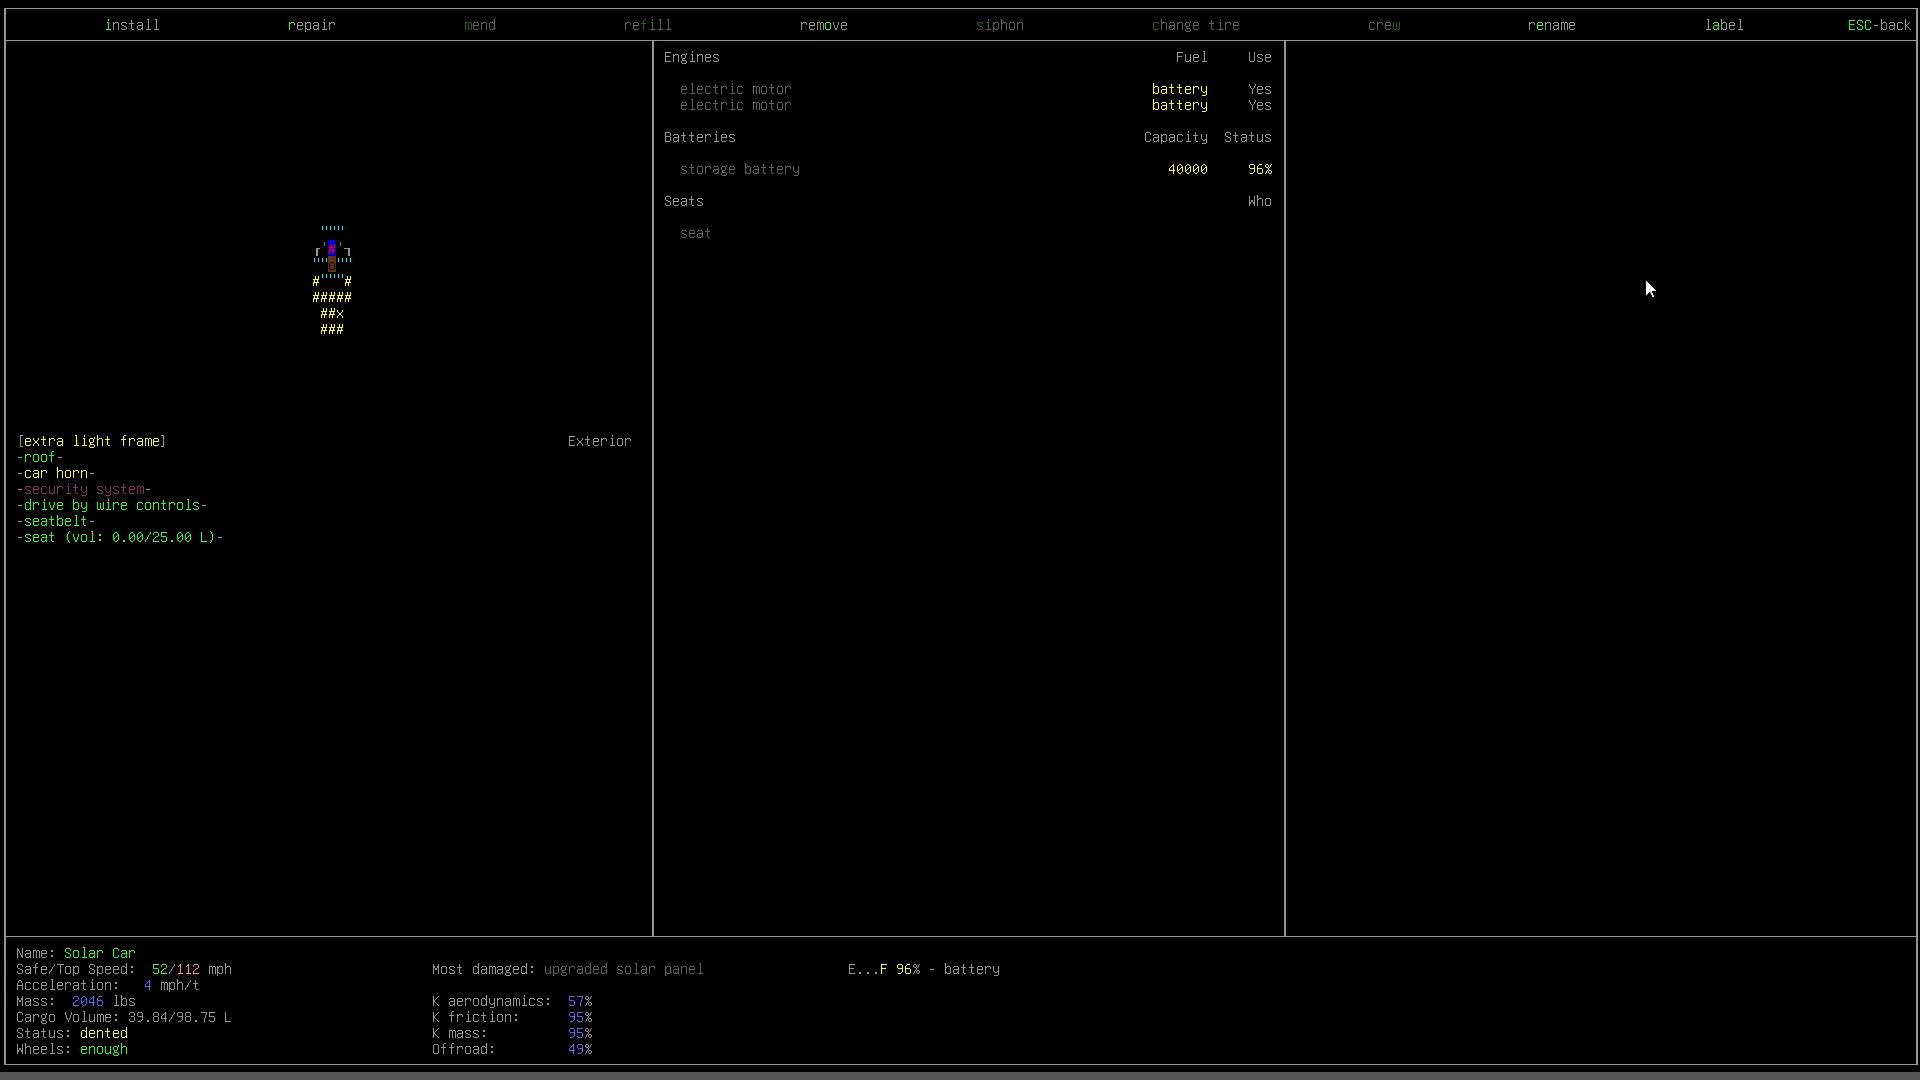 install repair mend refill remove siphon change tire crew rename label ESC-back
Engines Fuel Use
electric motor battery Yes
electric motor battery Yes
Batteries Capacity Status
storage battery 40000 96%
Seats Who
seat
[extra light frame] Exterior
-roof-
-car horn-
-security system-
-drive by wire controls-
-seatbelt-
-seat (vol: 0.00/25.00 L)-
Name: Solar Car
Safe/Top Speed: 52/112 mph Most damaged: upgraded solar panel E...F 96% - battery
Acceleration: 4 mph/t
Mass: 2046 lbs K aerodynamics: 57%
Cargo Volume: 39.84/98.75 L K friction: 95%
Status: dented K mass: 95%
Wheels: enough Offroad: 49%